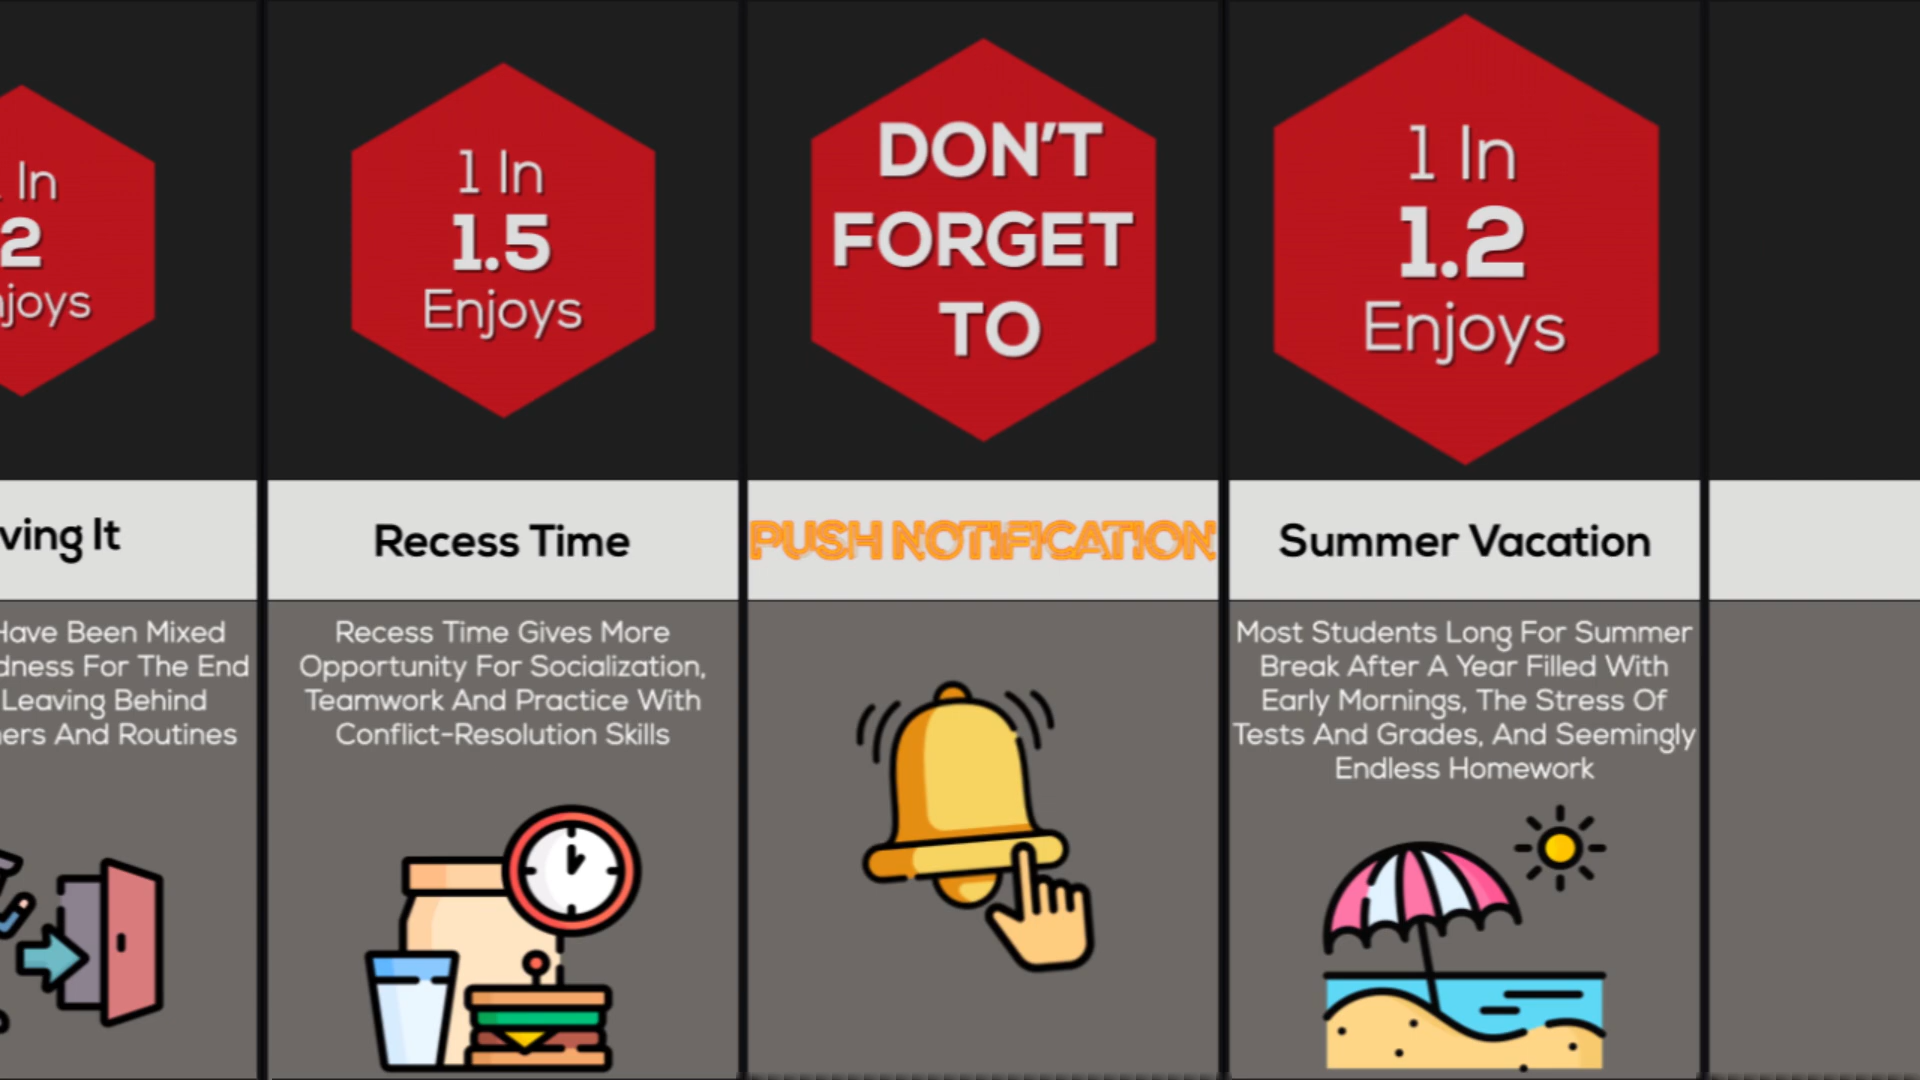 In
2
njoys
ving It
Have Been Mixed
dness For The End
Leaving Behind
ers And Routines
1 In
1.5
Enjoys
Recess Time
Recess Time Gives More
Opportunity For Socialization,
Teamwork And Practice With
Conflict-Resolution Skills
DON'T
FORGET
TO
PUSH NOTIFICATION
1 In
1.2
Enjoys
Summer Vacation
Most Students Long For Summer
Break After A Year Filled With
Early Mornings, The Stress Of
Tests And Grades, And Seemingly
Endless Homework